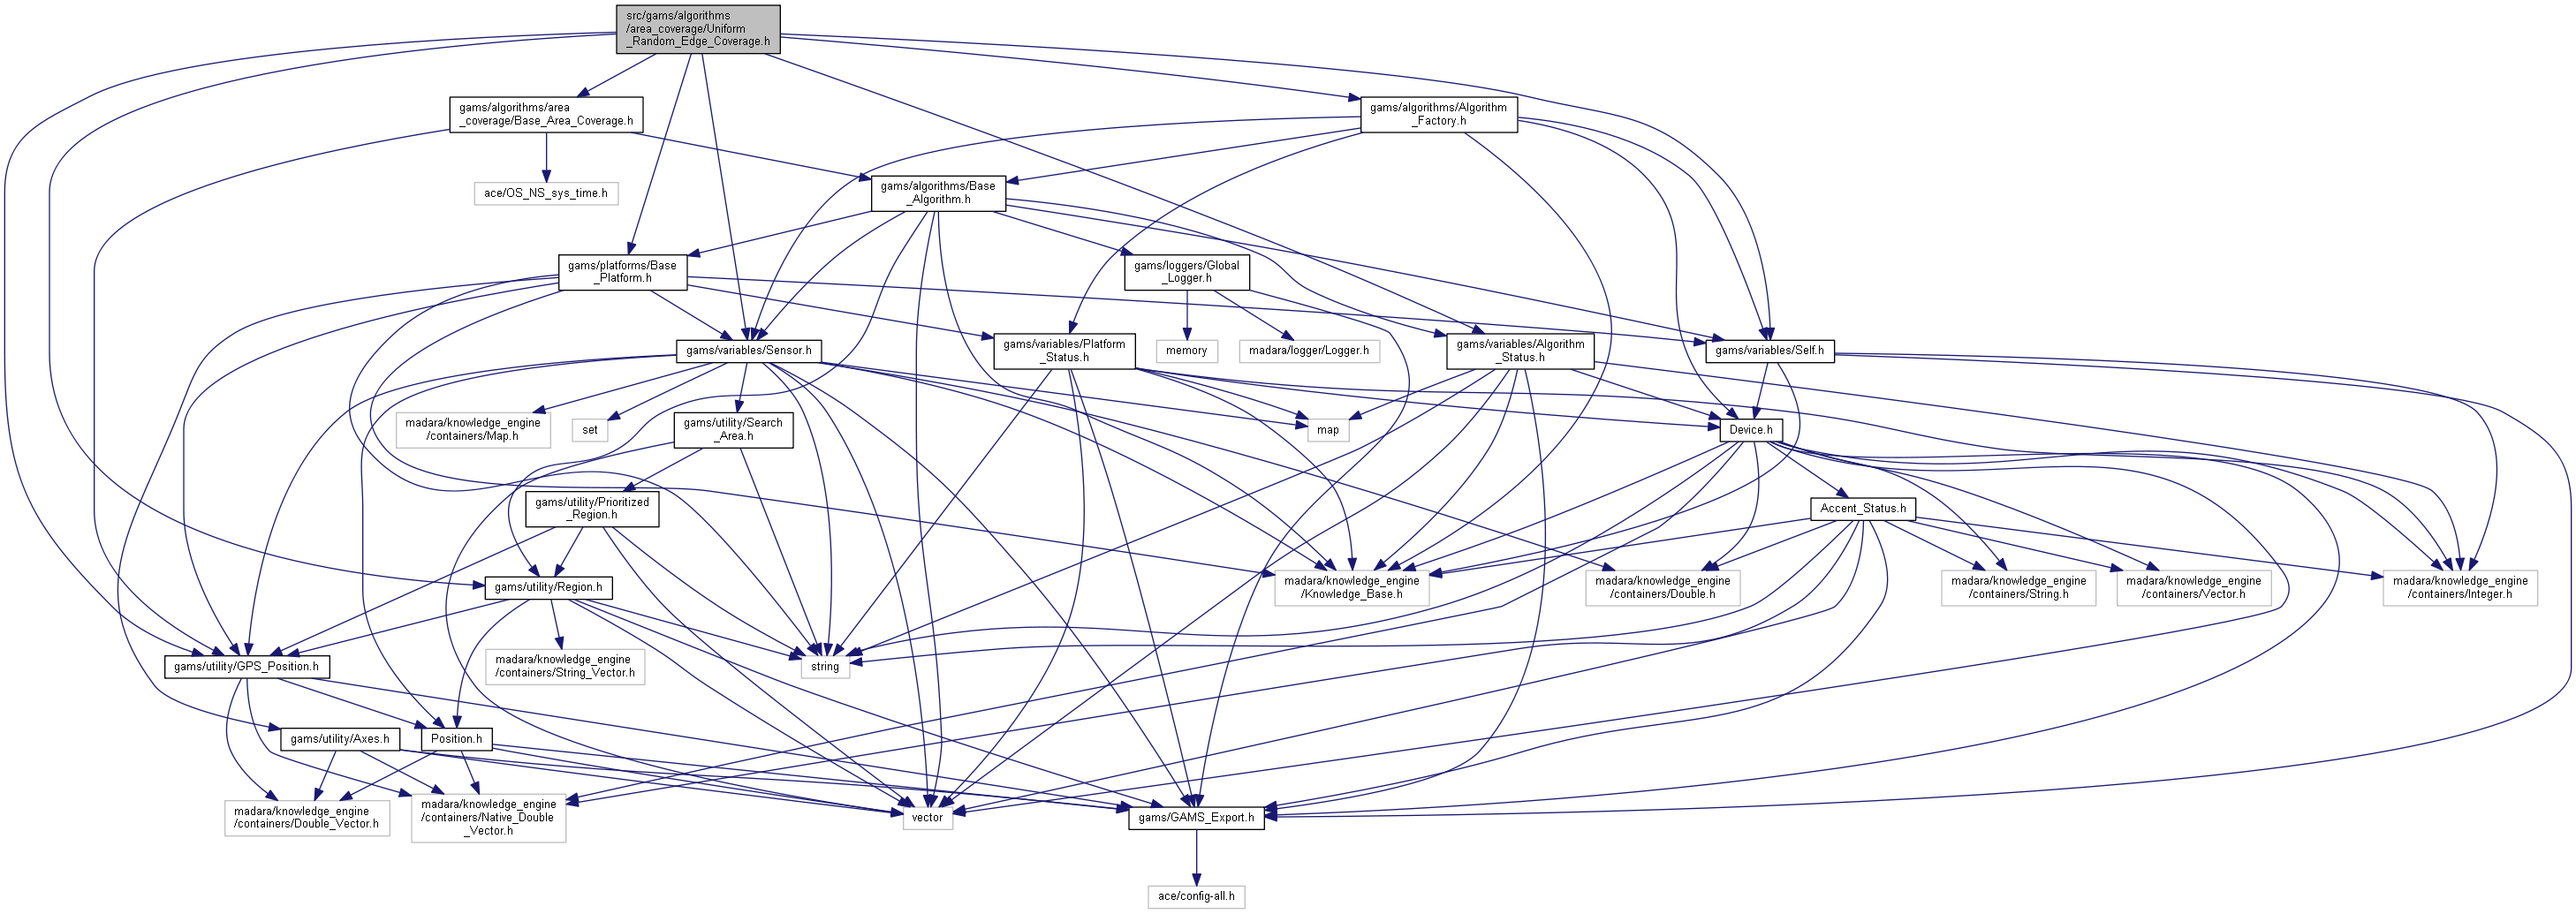 src/gams/algorithms
/area_coverage/Uniform
_Random_Edge_Coverage.h
gams/algorithms/area
_coverage/Base_Area_Coverage.h
gams/algorithms/Algorithm
_Factory.h
ace/OS_NS_sys_time.h
gams/algorithms/Base
_Algorithm.h
gams/platforms/Base
_Platform.h
gams/loggers/Global
_Logger.h
gams/variables/Sensor.h
gams/variables/Platform
_Status.h
memory
madara/logger/Logger.h
gams/variables/Algorithm
_Status.h
gams/variables/Self.h
madara/knowledge_engine
/containers/Map.h
set
gams/utility/Search
_Area.h
map
Device.h
gams/utility/Prioritized
_Region.h
Accent_Status.h
gams/utility/Region.h
madara/knowledge_engine
/Knowledge_Base.h
madara/knowledge_engine
/containers/Double.h
madara/knowledge_engine
/containers/String.h
madara/knowledge_engine
/containers/Vector.h
madara/knowledge_engine
/containers/Integer.h
gams/utility/GPS_Position.h
madara/knowledge_engine
/containers/String_Vector.h
string
gams/utility/Axes.h
Position.h
madara/knowledge_engine
/containers/Double_Vector.h
madara/knowledge_engine
/containers/Native_Double
_Vector.h
vector
gams/GAMS_Export.h
ace/config-all.h